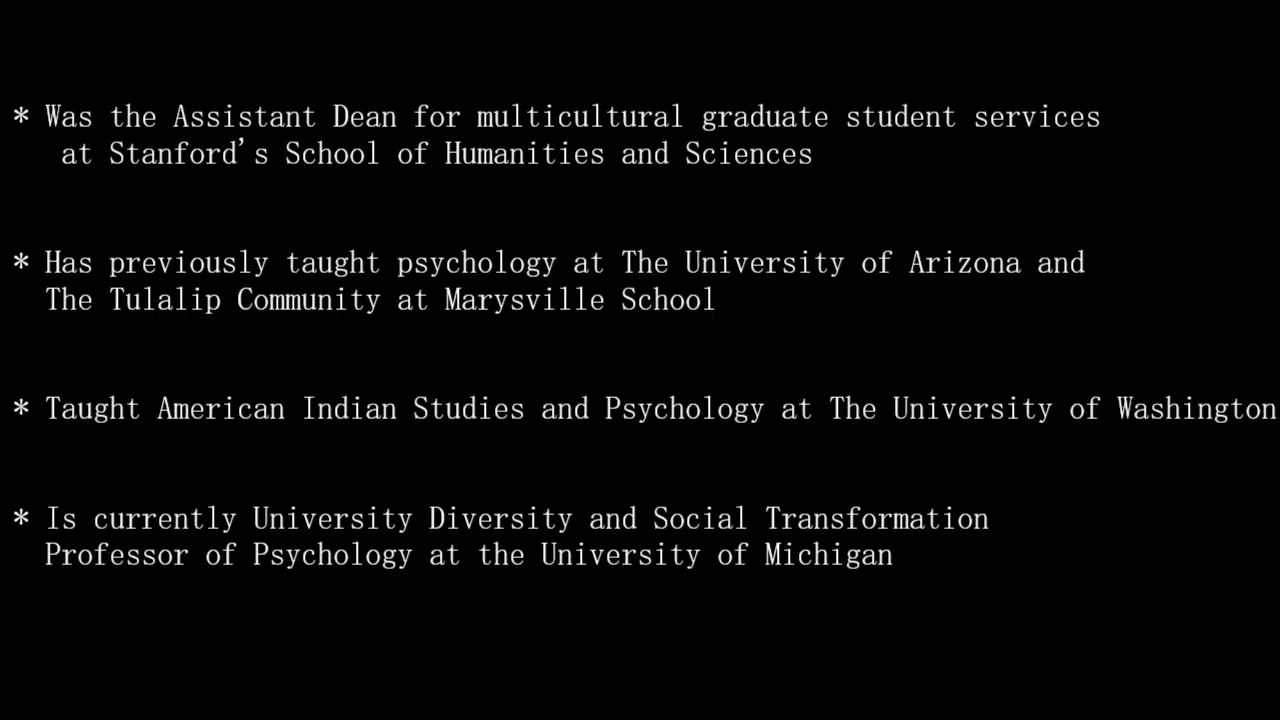 * Was the Assistant Dean for multicultural graduate student services
at Stanford's School of Humanities and Sciences
* Has previously taught psychology at The University of Arizona and
The Tulalip Community at Marysville School
* Taught American Indian Studies and Psychology at The University of Washington
* Is currently University Diversity and Social Transformation
Professor of Psychology at the University of Michigan